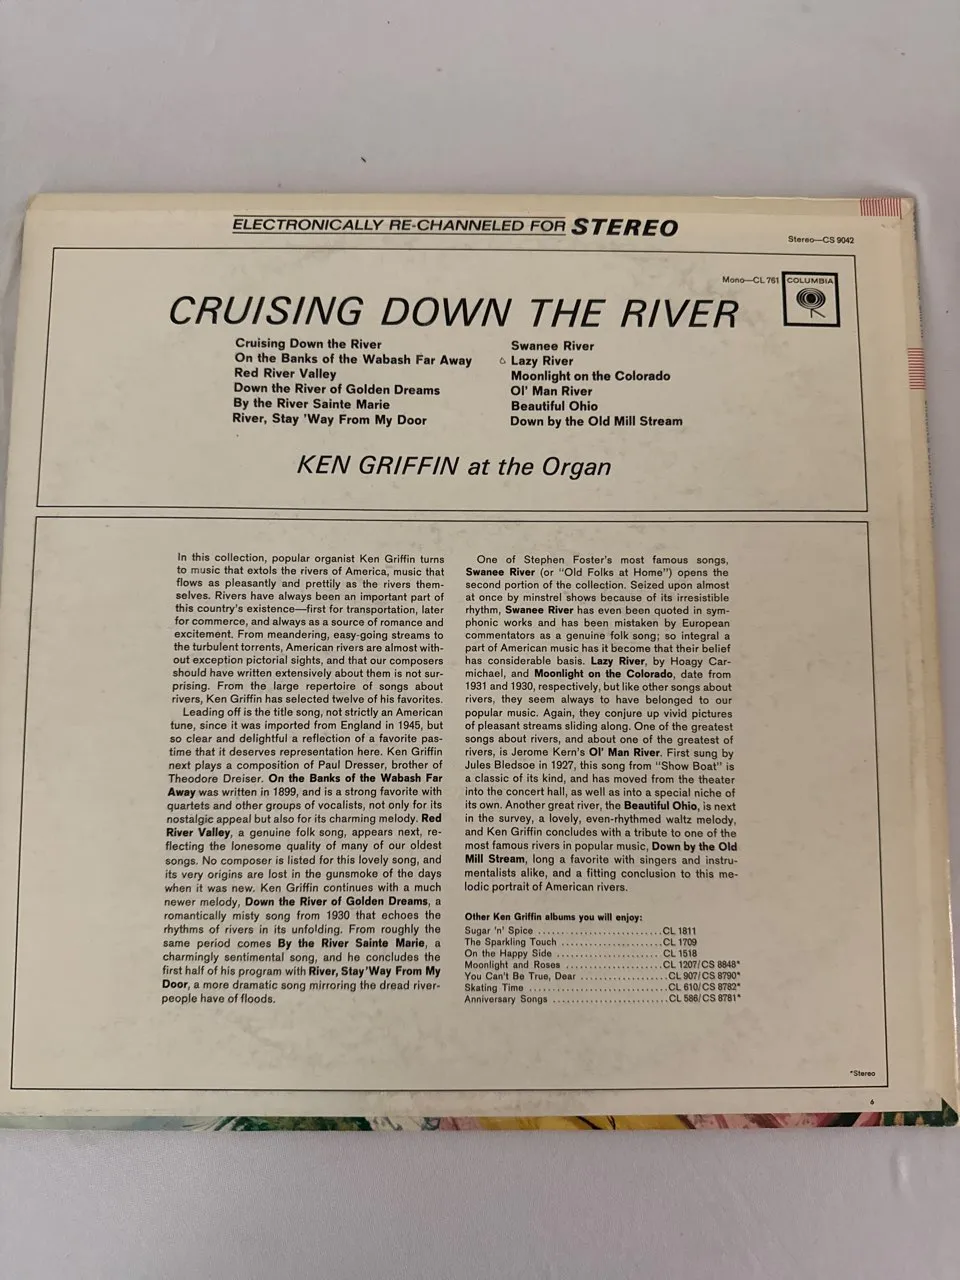 ELECTRONICALLY RE-CHANNELED FOR STEREO
Stereo—CS 9042
Mono—CL 761
COLUMBIA
CRUISING DOWN THE RIVER
Cruising Down the River
On the Banks of the Wabash Far Away
Red River Valley
Down the River of Golden Dreams
By the River Sainte Marie
River, Stay 'Way From My Door
Swanee River
Lazy River
Moonlight on the Colorado
Ol' Man River
Beautiful Ohio
Down by the Old Mill Stream
KEN GRIFFIN at the Organ
In this collection, popular organist Ken Griffin turns
to music that extols the rivers of America, music that
flows as pleasantly and prettily as the rivers them-
selves. Rivers have always been an important part of
this country's existence—first for transportation, later
for commerce, and always as a source of romance and
excitement. From meandering, easy-going streams to
the turbulent torrents, American rivers are almost with-
out exception pictorial sights, and that our composers
should have written extensively about them is not sur-
prising. From the large repertoire of songs about
rivers, Ken Griffin has selected twelve of his favorites.
Leading off is the title song, not strictly an American
tune, since it was imported from England in 1945, but
so clear and delightful a reflection of a favorite pas-
time that it deserves representation here. Ken Griffin
next plays a composition of Paul Dresser, brother of
Theodore Dreiser. On the Banks of the Wabash Far
Away was written in 1899, and is a strong favorite with
quartets and other groups of vocalists, not only for its
nostalgic appeal but also for its charming melody. Red
River Valley, a genuine folk song, appears next, re-
flecting the lonesome quality of many of our oldest
songs. No composer is listed for this lovely song, and
its very origins are lost in the gunsmoke of the days
when it was new. Ken Griffin continues with a much
newer melody, Down the River of Golden Dreams, a
romantically misty song from 1930 that echoes the
rhythms of rivers in its unfolding. From roughly the
same period comes By the River Sainte Marie, a
charmingly sentimental song, and he concludes the
first half of his program with River, Stay 'Way From My
Door, a more dramatic song mirroring the dread river-
people have of floods.
One of Stephen Foster's most famous songs,
Swanee River (or "Old Folks at Home") opens the
second portion of the collection. Seized upon almost
at once by minstrel shows because of its irresistible
rhythm, Swanee River has even been quoted in sym-
phonic works and has been mistaken by European
commentators as a genuine folk song; so integral a
part of American music has it become that their belief
has considerable basis. Lazy River, by Hoagy Car-
michael, and Moonlight on the Colorado, date from
1931 and 1930, respectively, but like other songs about
rivers, they seem always to have belonged to our
popular music. Again, they conjure up vivid pictures
of pleasant streams sliding along. One of the greatest
songs about rivers, and about one of the greatest of
rivers, is Jerome Kern's Ol' Man River. First sung by
Jules Bledsoe in 1927, this song from "Show Boat" is
a classic of its kind, and has moved from the theater
into the concert hall, as well as into a special niche of
its own. Another great river, the Beautiful Ohio, is next
in the survey, a lovely, even-rhythmed waltz melody,
and Ken Griffin concludes with a tribute to one of the
most famous rivers in popular music, Down by the Old
Mill Stream, long a favorite with singers and instru-
mentalists alike, and a fitting conclusion to this me-
lodic portrait of American rivers.
Other Ken Griffin albums you will enjoy:
Sugar 'n' Spice .......................... CL 1811
The Sparkling Touch ...................... CL 1709
On the Happy Side ....................... CL 1518
Moonlight and Roses .................... CL 1207/CS 8848*
You Can't Be True, Dear ................. CL 907/CS 8790*
Skating Time ............................. CL 610/CS 8782*
Anniversary Songs ........................ CL 586/CS 8781*
*Stereo
6